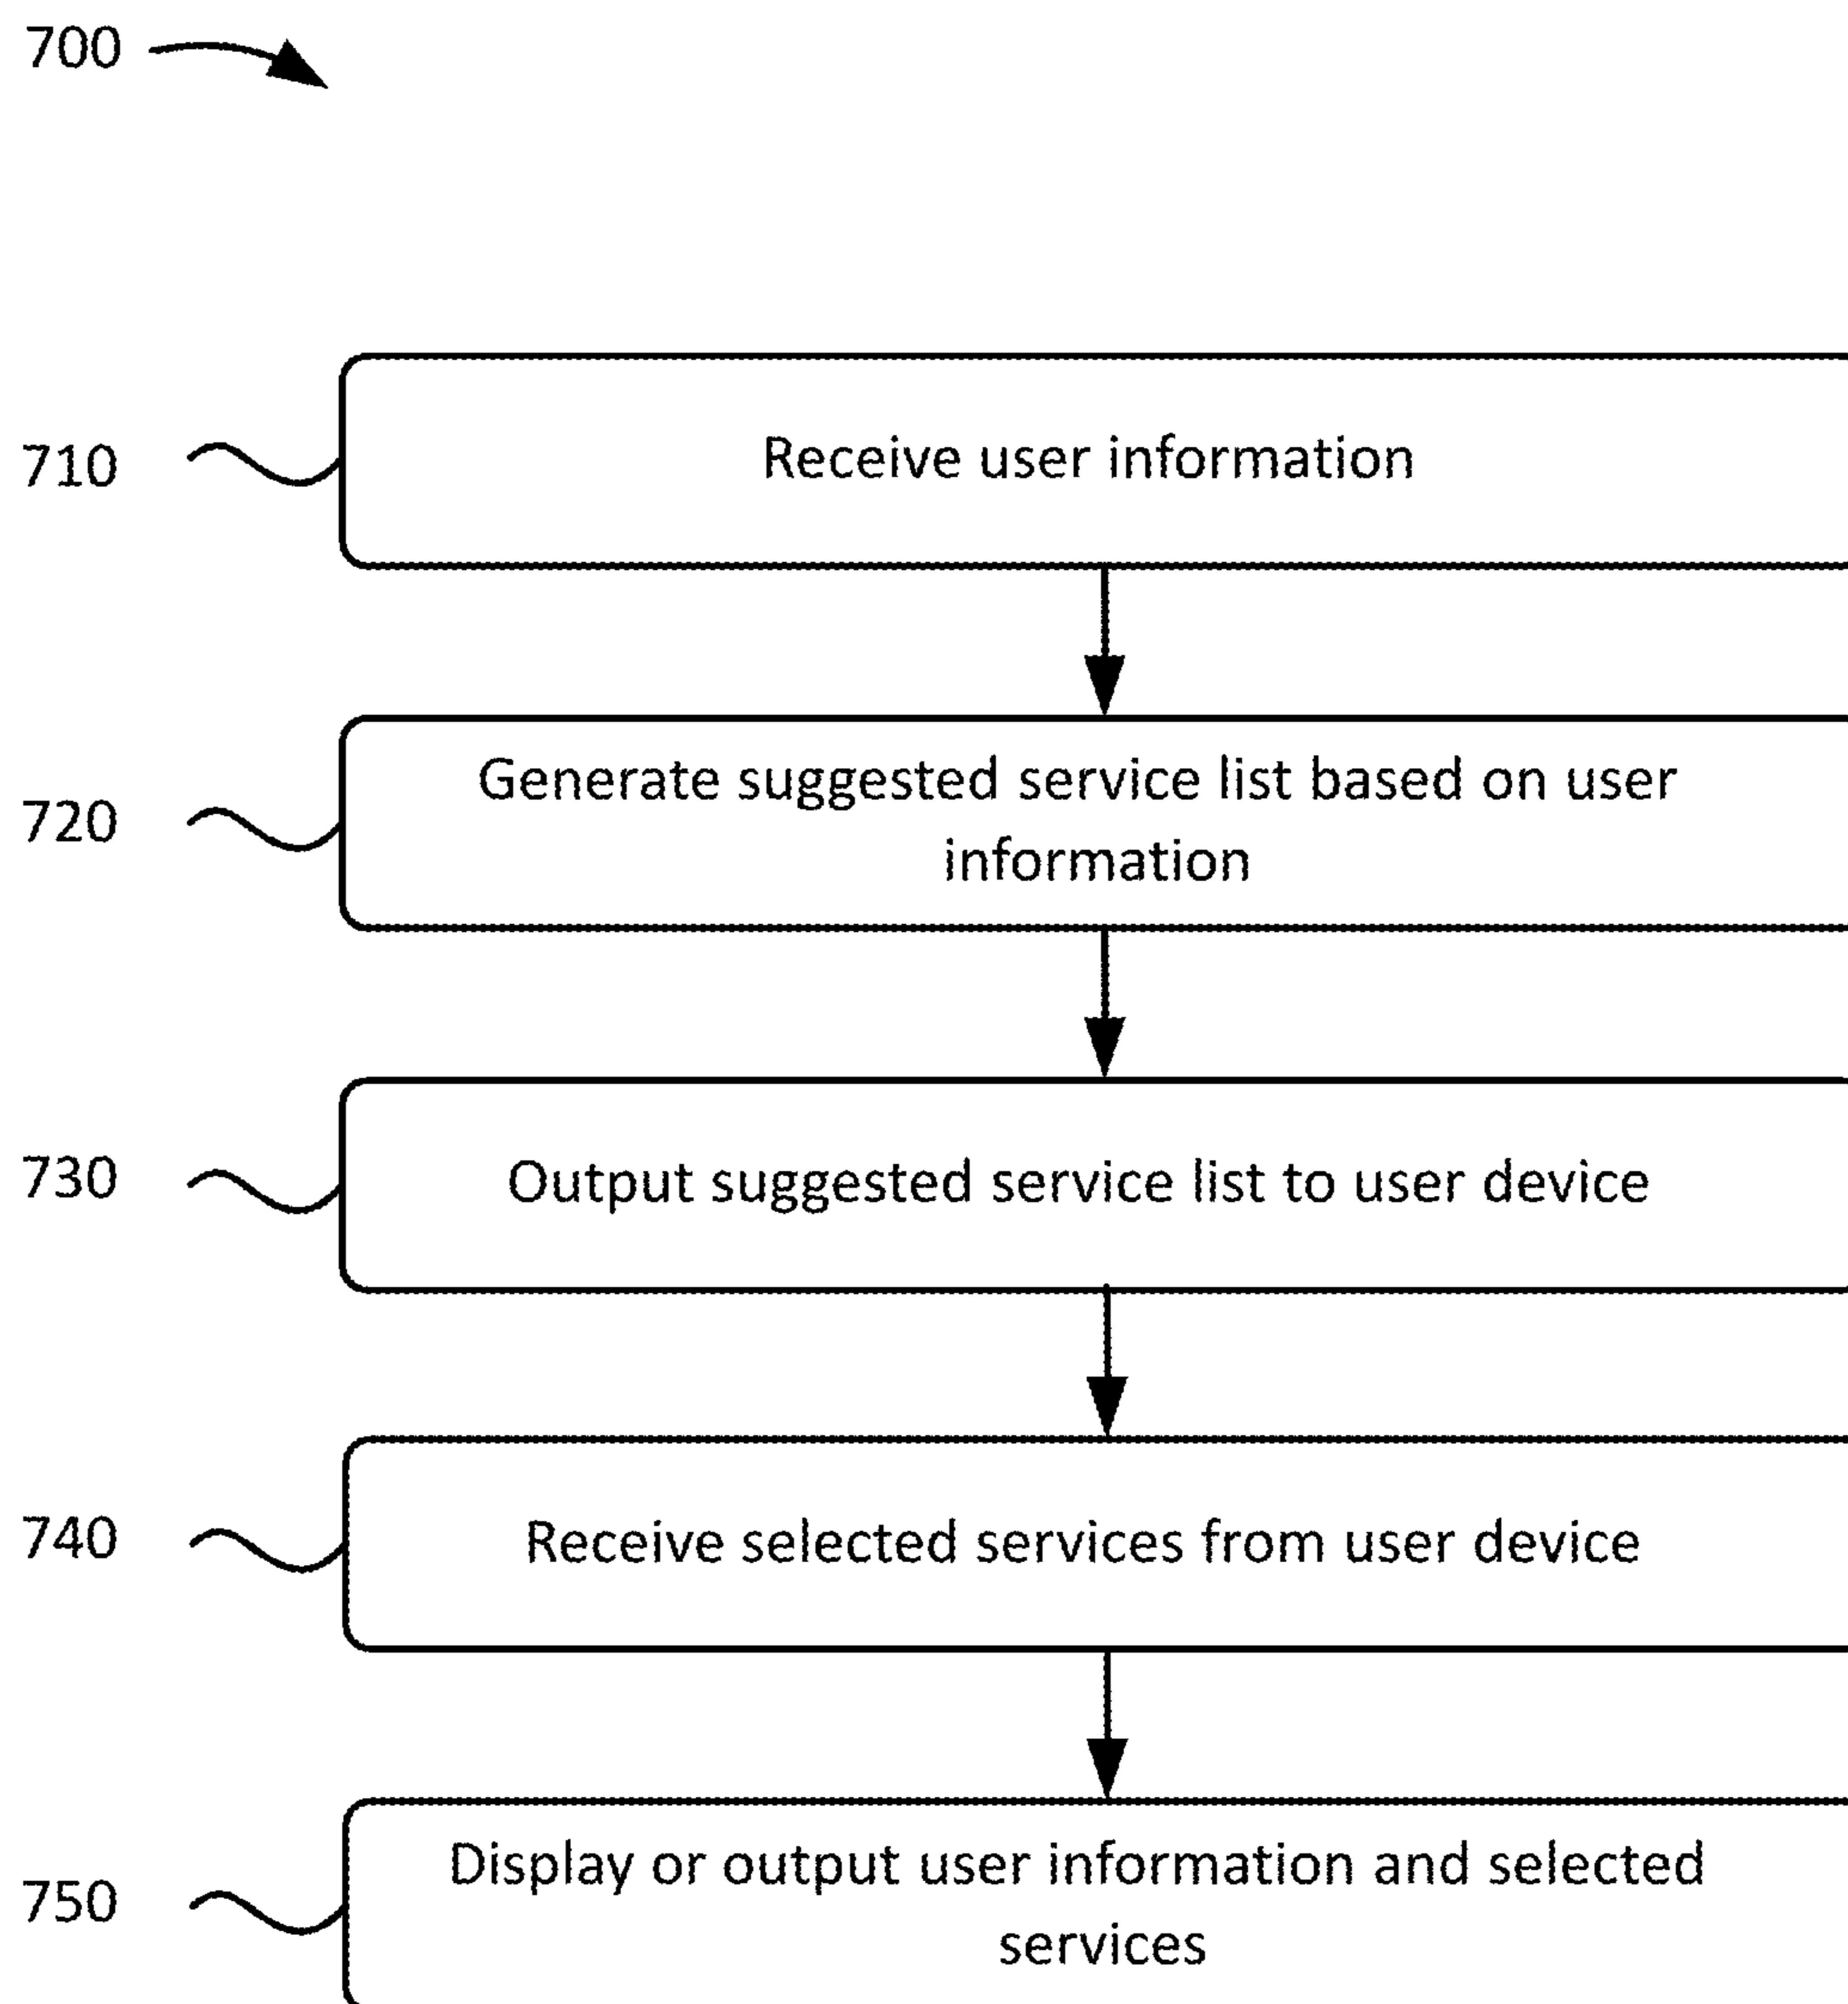 700
710
Receive user information
720
Generate suggested service list based on user
information
730
Output suggested service list to user device
740
Receive selected services from user device
750
Display or output user information and selected
services